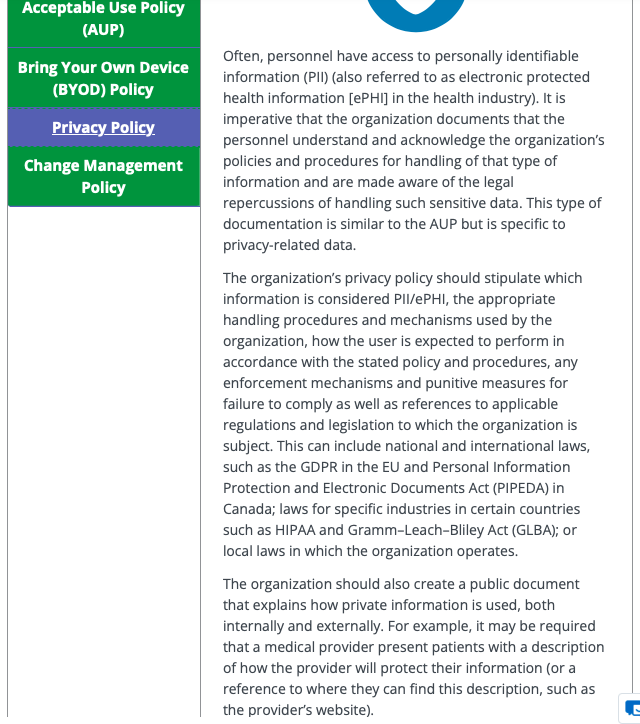 Acceptable Use Policy
(AUP)
Bring Your Own Device
(BYOD) Policy
Privacy Policy
Change Management
Policy
Often, personnel have access to personally identifiable
information (PII) (also referred to as electronic protected
health information [ePHI] in the health industry). It is
imperative that the organization documents that the
personnel understand and acknowledge the organization’s
policies and procedures for handling of that type of
information and are made aware of the legal
repercussions of handling such sensitive data. This type of
documentation is similar to the AUP but is specific to
privacy-related data.
The organization’s privacy policy should stipulate which
information is considered PII/ePHI, the appropriate
handling procedures and mechanisms used by the
organization, how the user is expected to perform in
accordance with the stated policy and procedures, any
enforcement mechanisms and punitive measures for
failure to comply as well as references to applicable
regulations and legislation to which the organization is
subject. This can include national and international laws,
such as the GDPR in the EU and Personal Information
Protection and Electronic Documents Act (PIPEDA) in
Canada; laws for specific industries in certain countries
such as HIPAA and Gramm–Leach–Bliley Act (GLBA); or
local laws in which the organization operates.
The organization should also create a public document
that explains how private information is used, both
internally and externally. For example, it may be required
that a medical provider present patients with a description
of how the provider will protect their information (or a
reference to where they can find this description, such as
the provider’s website).